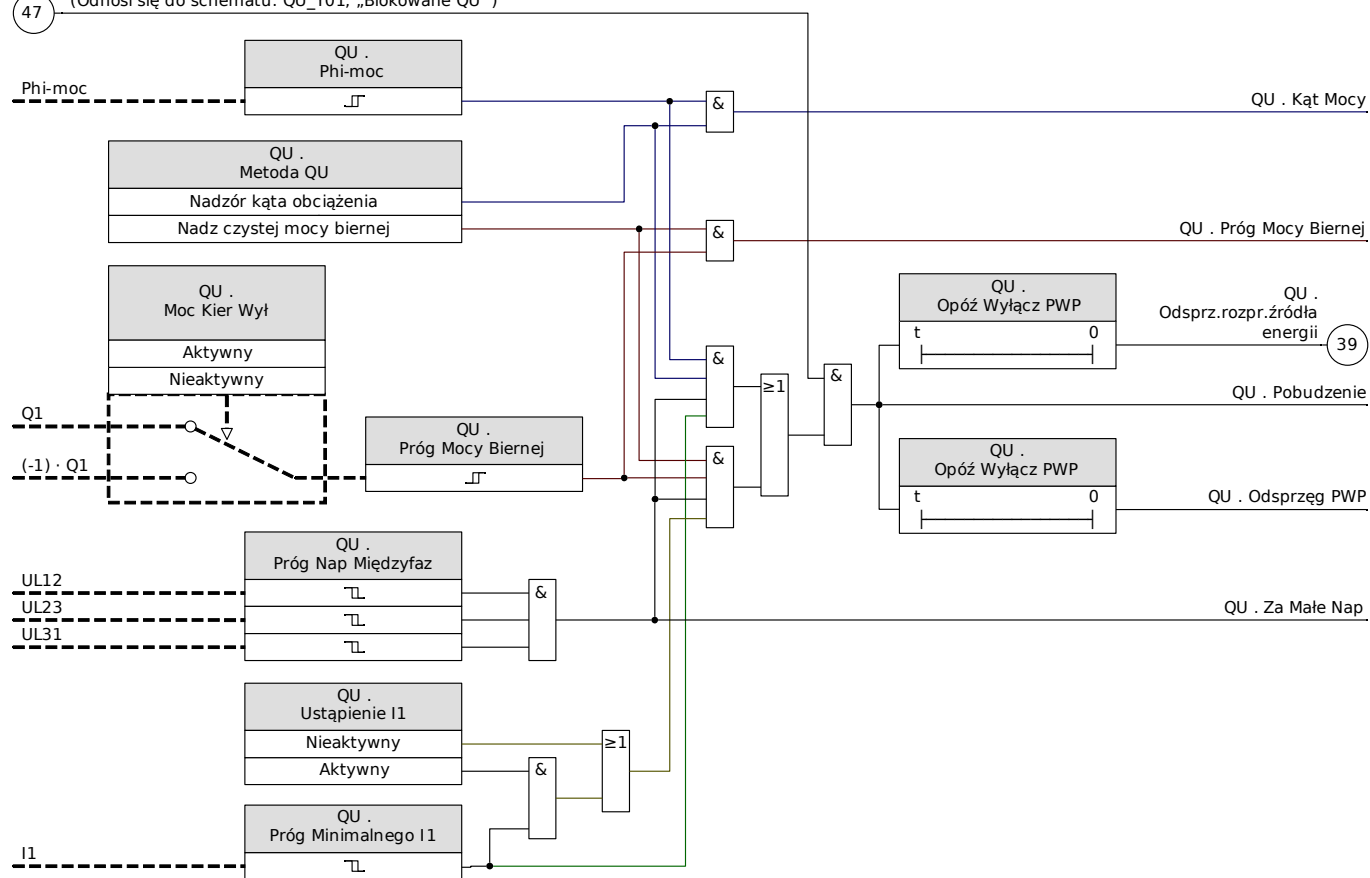 47
(Odnosi się do schematu: QU_Y01, „Blokowane QU")
QU .
Phi-moc
Phi-moc
&
QU . Kąt Mocy
QU .
Metoda QU
Nadzór kąta obciążenia
Nadz czystej mocy biernej
&
QU . Próg Mocy Biernej
QU .
Moc Kier Wył
Aktywny
Nieaktywny
Q1
(-1) · Q1
QU .
Próg Mocy Biernej
&
&
≥1
&
QU .
Opóź Wyłącz PWP
t 0
QU .
Odsprz.rozpr.źródła
energii
39
QU . Pobudzenie
QU .
Opóź Wyłącz PWP
t 0
QU . Odsprzęg PWP
QU .
Próg Nap Międzyfaz
UL12
UL23
UL31
&
QU . Za Małe Nap
QU .
Ustąpienie I1
Nieaktywny
Aktywny
≥1
&
QU .
Próg Minimalnego I1
I1